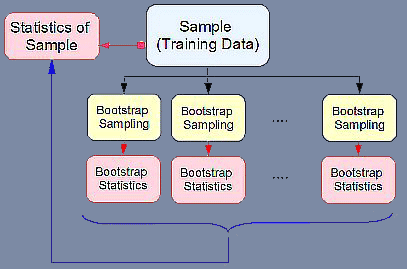 Statistics of
Sample
Sample
(Training Data)
Bootstrap
Sampling
Bootstrap
Sampling
....
Bootstrap
Sampling
Bootstrap
Statistics
Bootstrap
Statistics
....
Bootstrap
Statistics